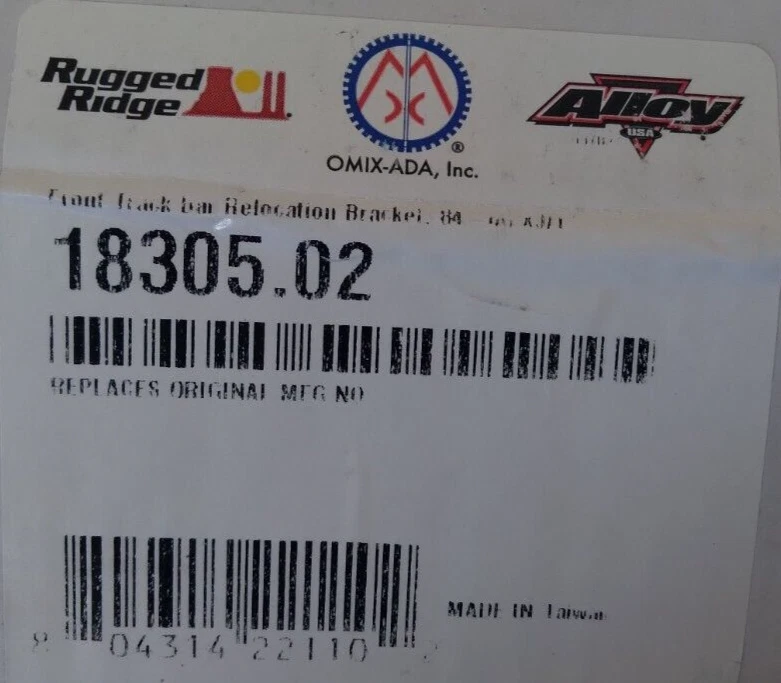 Rugged
Ridge
OMIX-ADA, Inc.
Alloy
USA
Front Track bar Relocation Bracket, 84
18305.02
REPLACES ORIGINAL MFG NO
MADE IN Taiwan
8 04314 22110